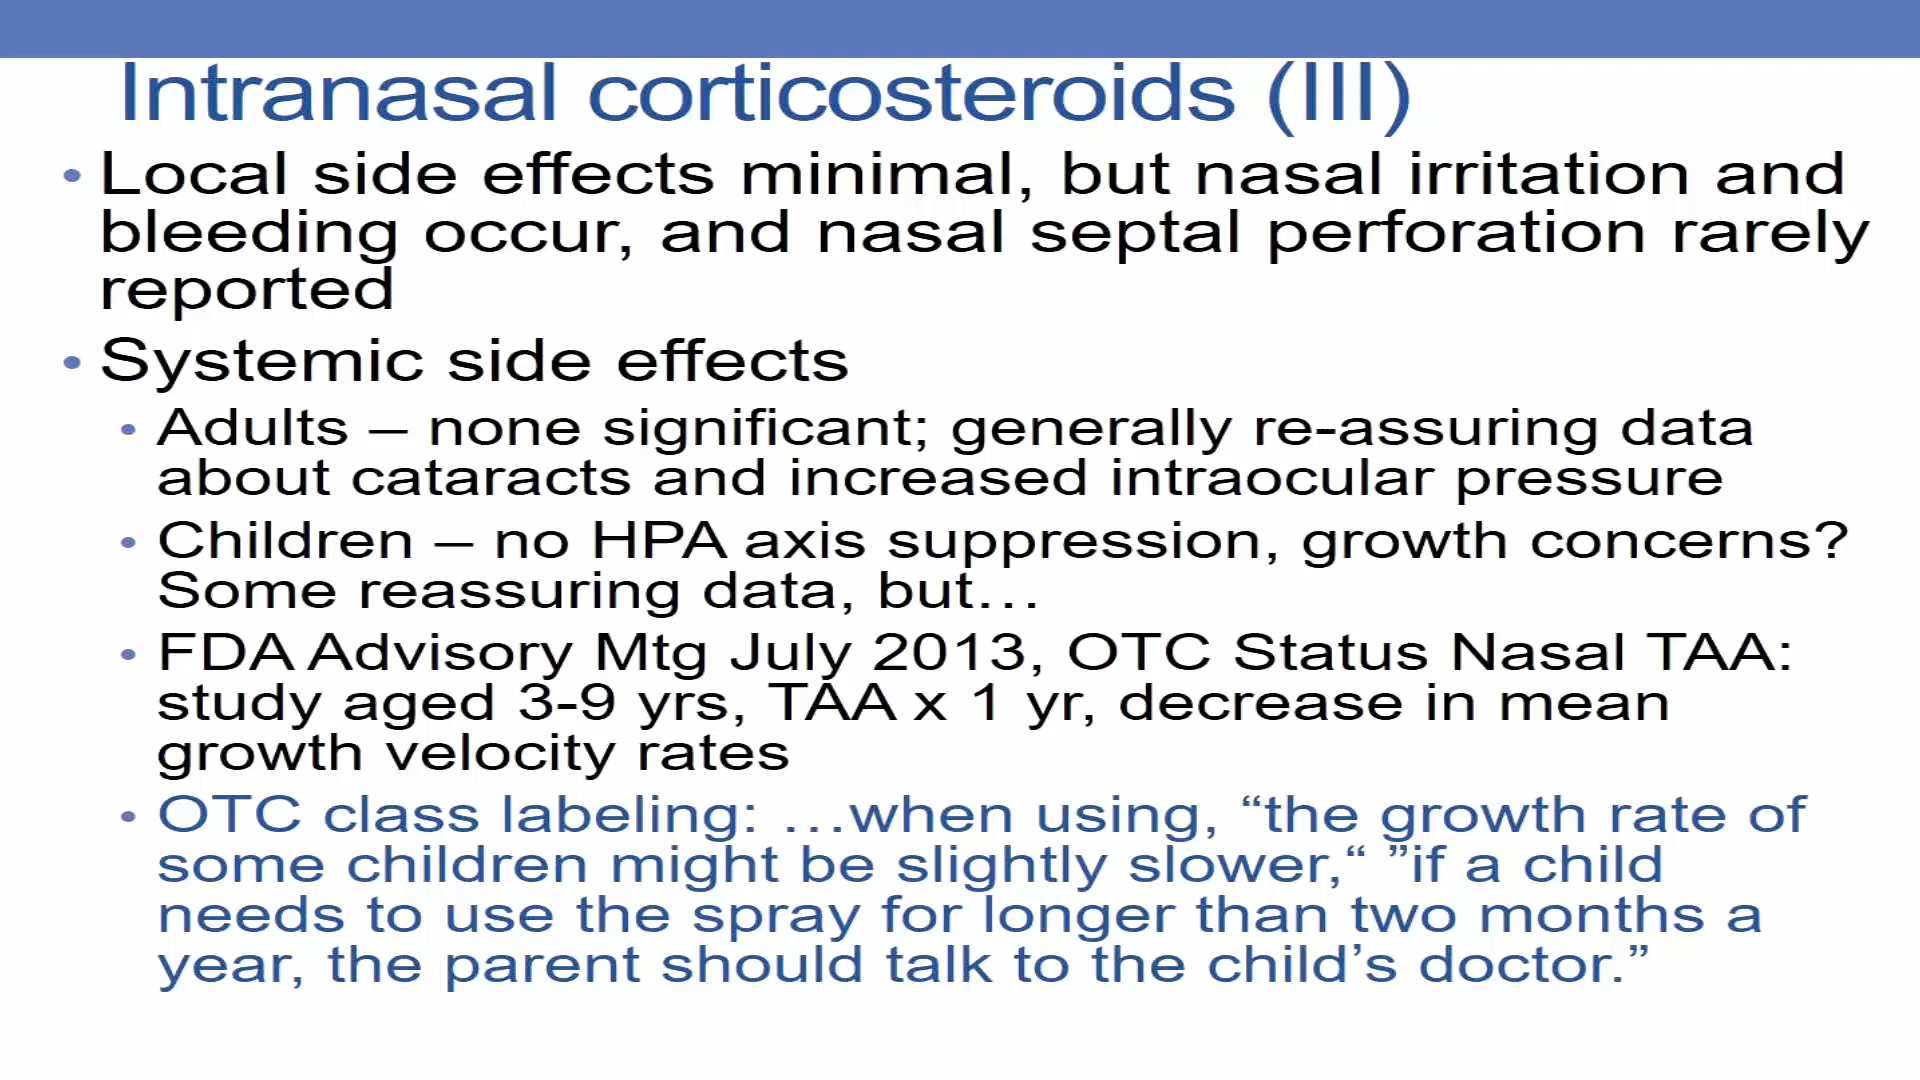 Intranasal corticosteroids (III)
• Local side effects minimal, but nasal irritation and
bleeding occur, and nasal septal perforation rarely
reported
• Systemic side effects
• Adults – none significant; generally re-assuring data
about cataracts and increased intraocular pressure
• Children – no HPA axis suppression, growth concerns?
Some reassuring data, but…
• FDA Advisory Mtg July 2013, OTC Status Nasal TAA:
study aged 3-9 yrs, TAA x 1 yr, decrease in mean
growth velocity rates
• OTC class labeling: …when using, “the growth rate of
some children might be slightly slower,“ ”if a child
needs to use the spray for longer than two months a
year, the parent should talk to the child’s doctor.”